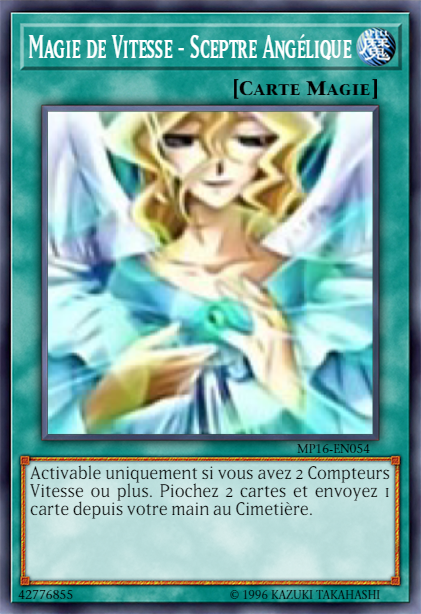 Magie de Vitesse - Sceptre Angélique 魔
[Carte Magie]
MP16-EN054
Activable uniquement si vous avez 2 Compteurs
Vitesse ou plus. Piochez 2 cartes et envoyez 1
carte depuis votre main au Cimetière.
42776855 © 1996 KAZUKI TAKAHASHI